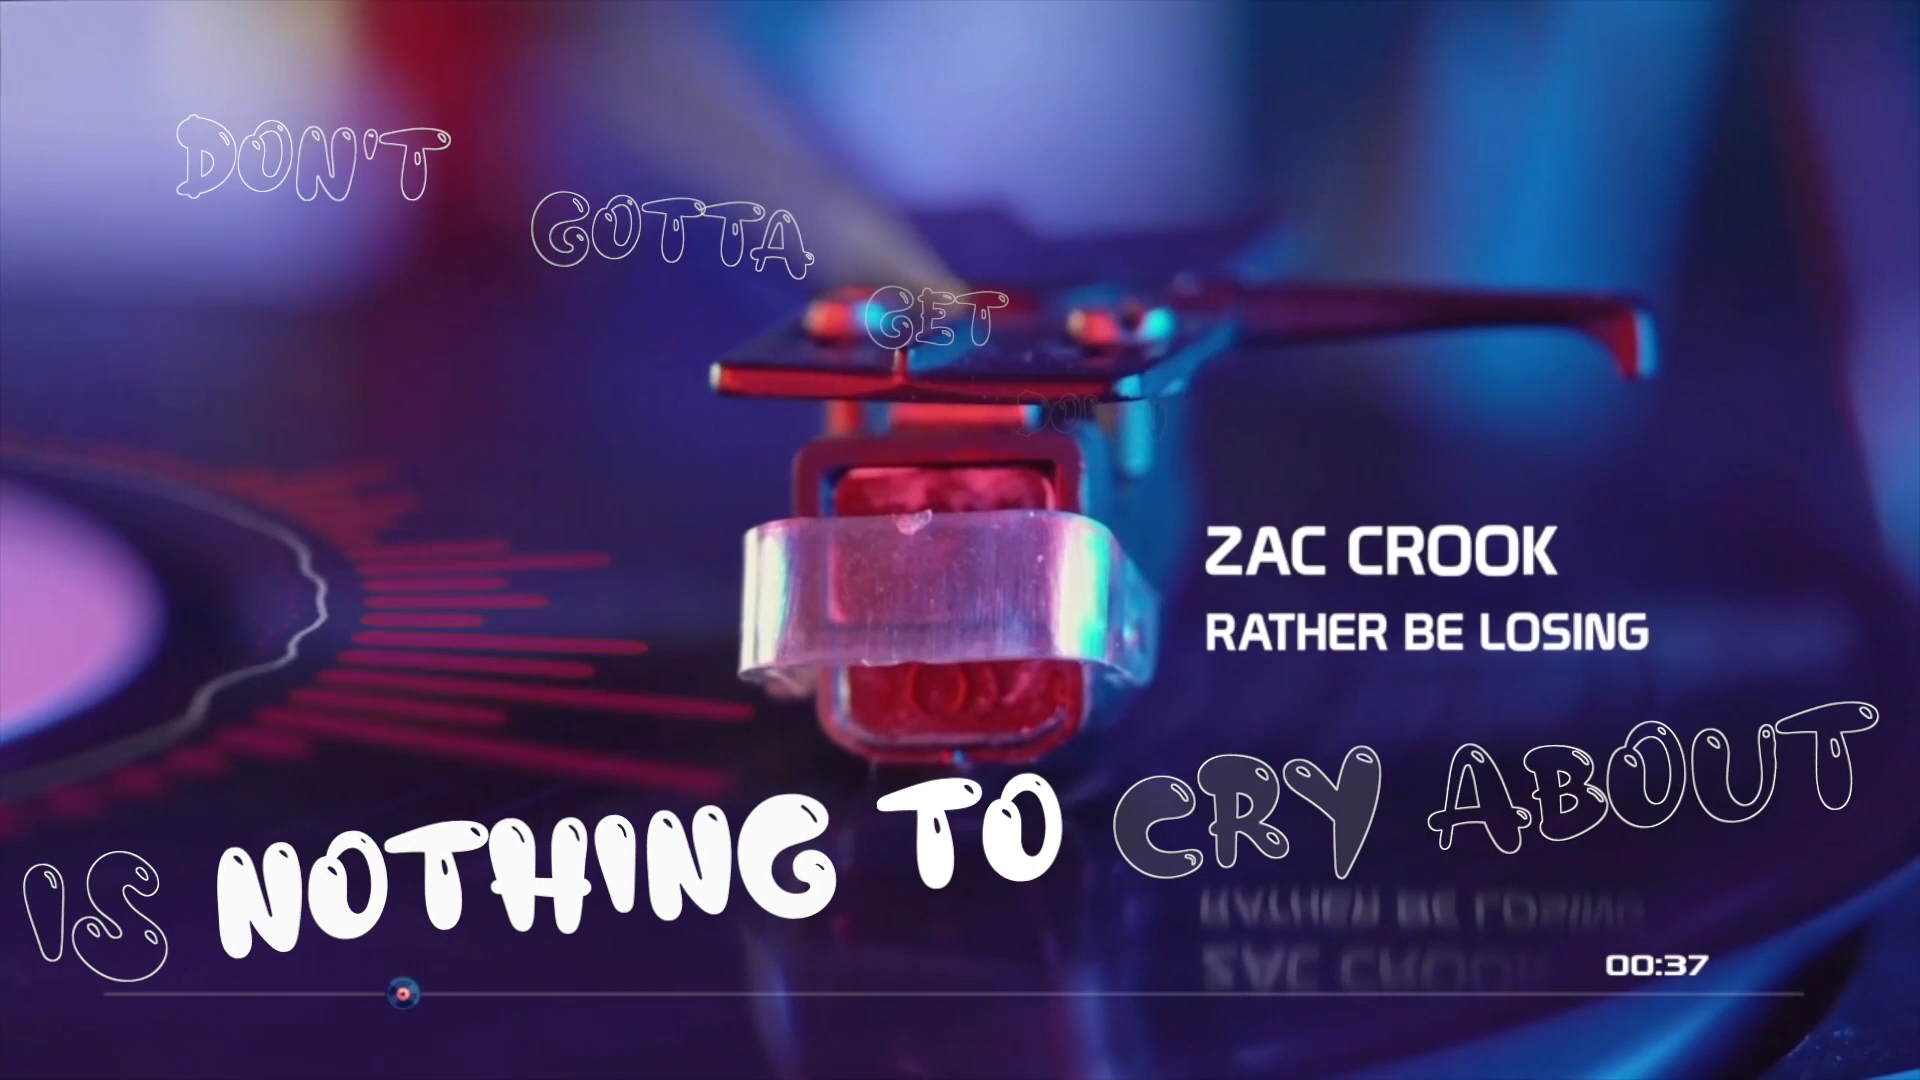 DON'T
GOTTA
GET
ZAC CROOK
RATHER BE LOSING
IS NOTHING TO CRY ABOUT
00:37